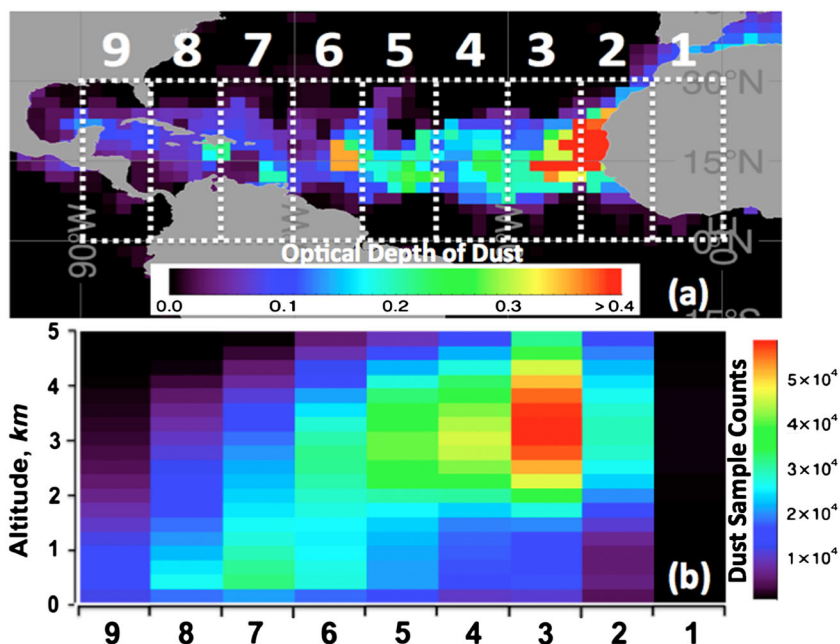 9 8 7 6 5 4 3 2 1
30°N
15°N
90°W
W
W
0°N
Optical Depth of Dust
0.0 0.1 0.2 0.3 > 0.4
(a)
15°S
5
4
3
2
1
0
Altitude, km
(b)
9 8 7 6 5 4 3 2 1
Dust Sample Counts
5×10⁴
4×10⁴
3×10⁴
2×10⁴
1×10⁴